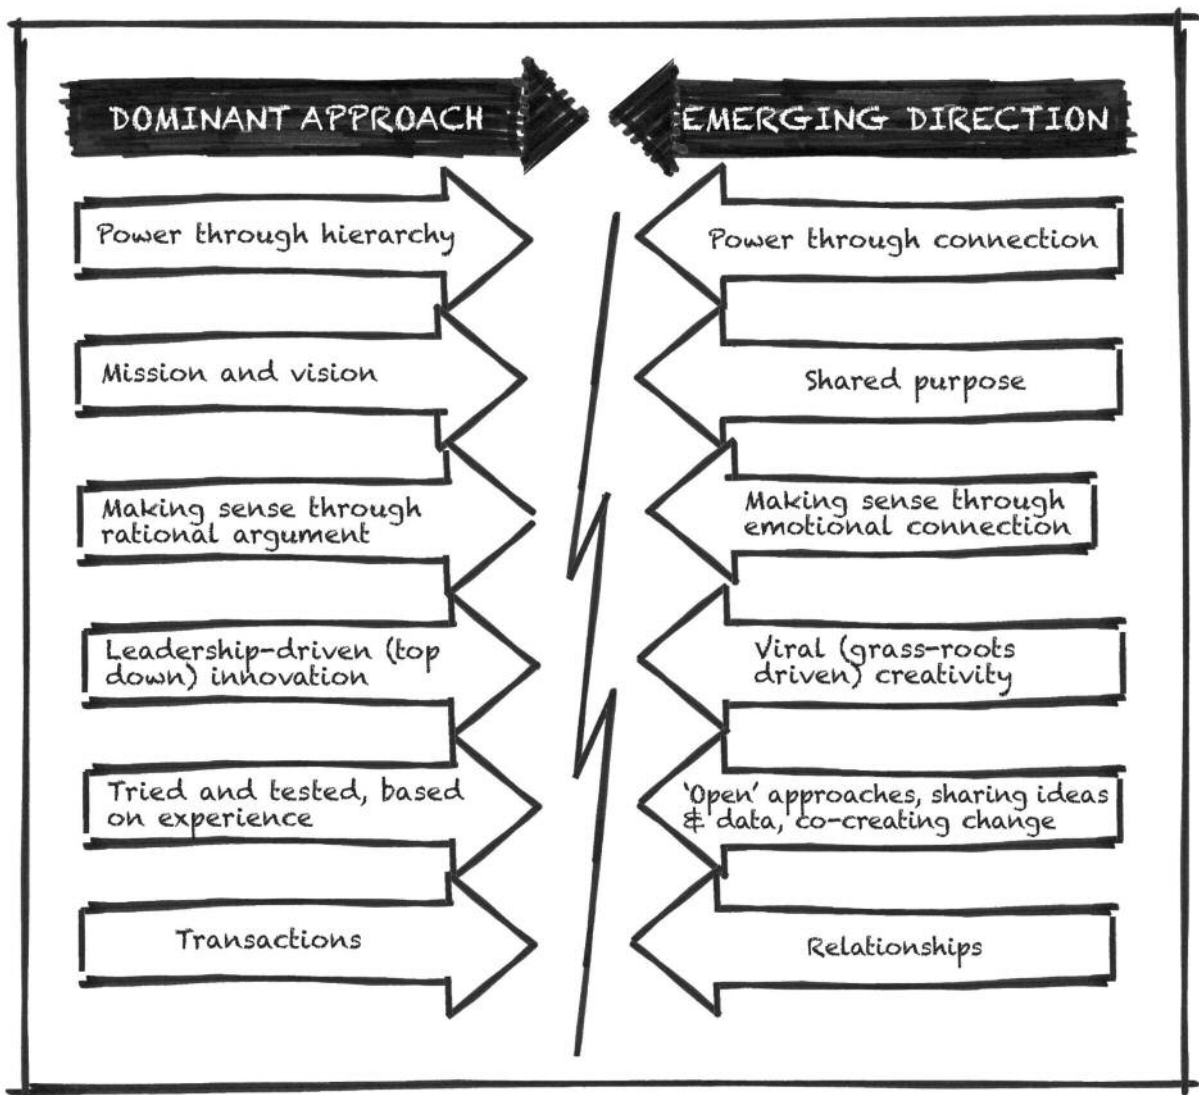 DOMINANT APPROACH
EMERGING DIRECTION
Power through hierarchy
Power through connection
Mission and vision
Shared purpose
Making sense through
rational argument
Making sense through
emotional connection
Leadership-driven (top
down) innovation
Viral (grass-roots
driven) creativity
Tried and tested, based
on experience
'Open' approaches, sharing ideas
& data, co-creating change
Transactions
Relationships